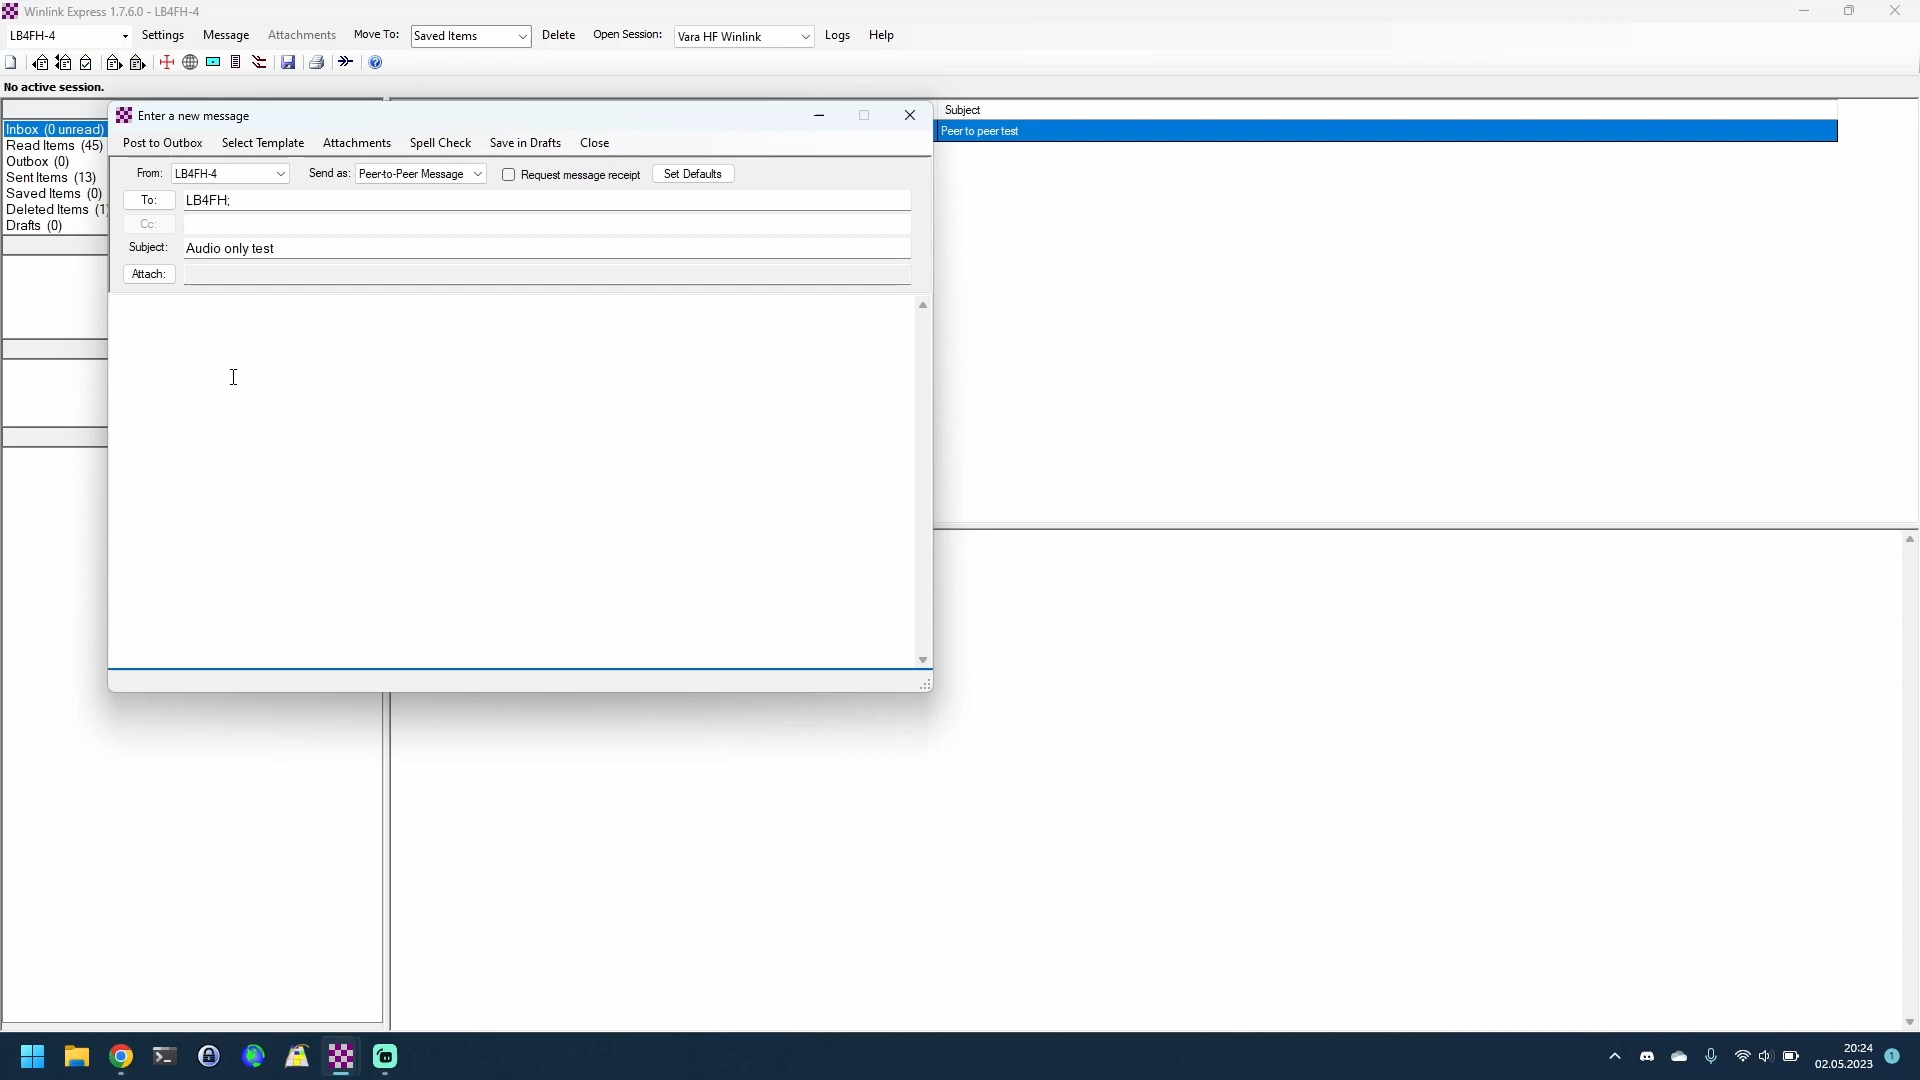 Winlink Express 1.7.6.0 - LB4FH-4
LB4FH-4 Settings Message Attachments Move To: Saved Items Delete Open Session: Vara HF Winlink Logs Help
No active session.
Subject
Peer to peer test
Inbox (0 unread)
Read Items (45)
Outbox (0)
Sent Items (13)
Saved Items (0)
Deleted Items (1
Drafts (0)
Enter a new message
Post to Outbox Select Template Attachments Spell Check Save in Drafts Close
From: LB4FH-4 Send as: Peer-to-Peer Message Request message receipt Set Defaults
To: LB4FH;
Cc:
Subject: Audio only test
Attach:
20:24
02.05.2023
1